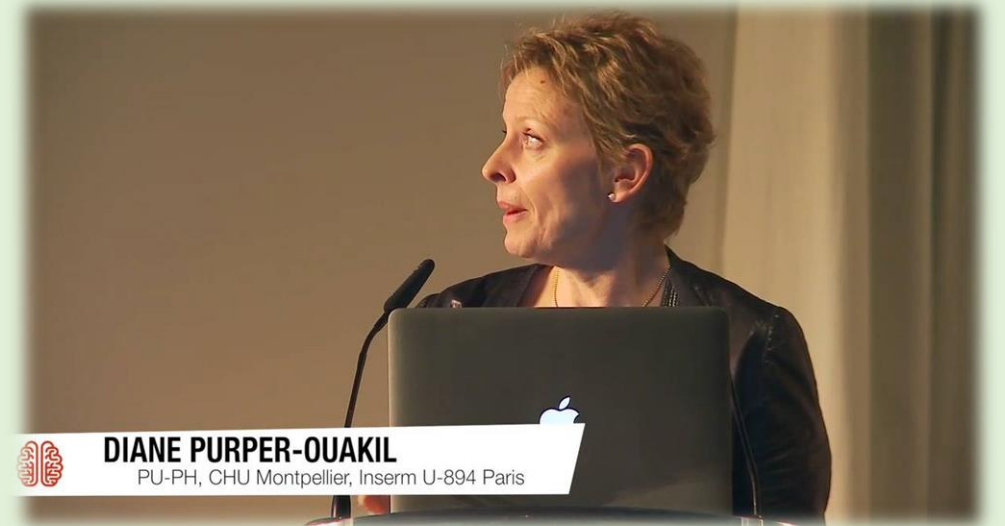 DIANE PURPER-OUAKIL
PU-PH, CHU Montpellier, Inserm U-894 Paris